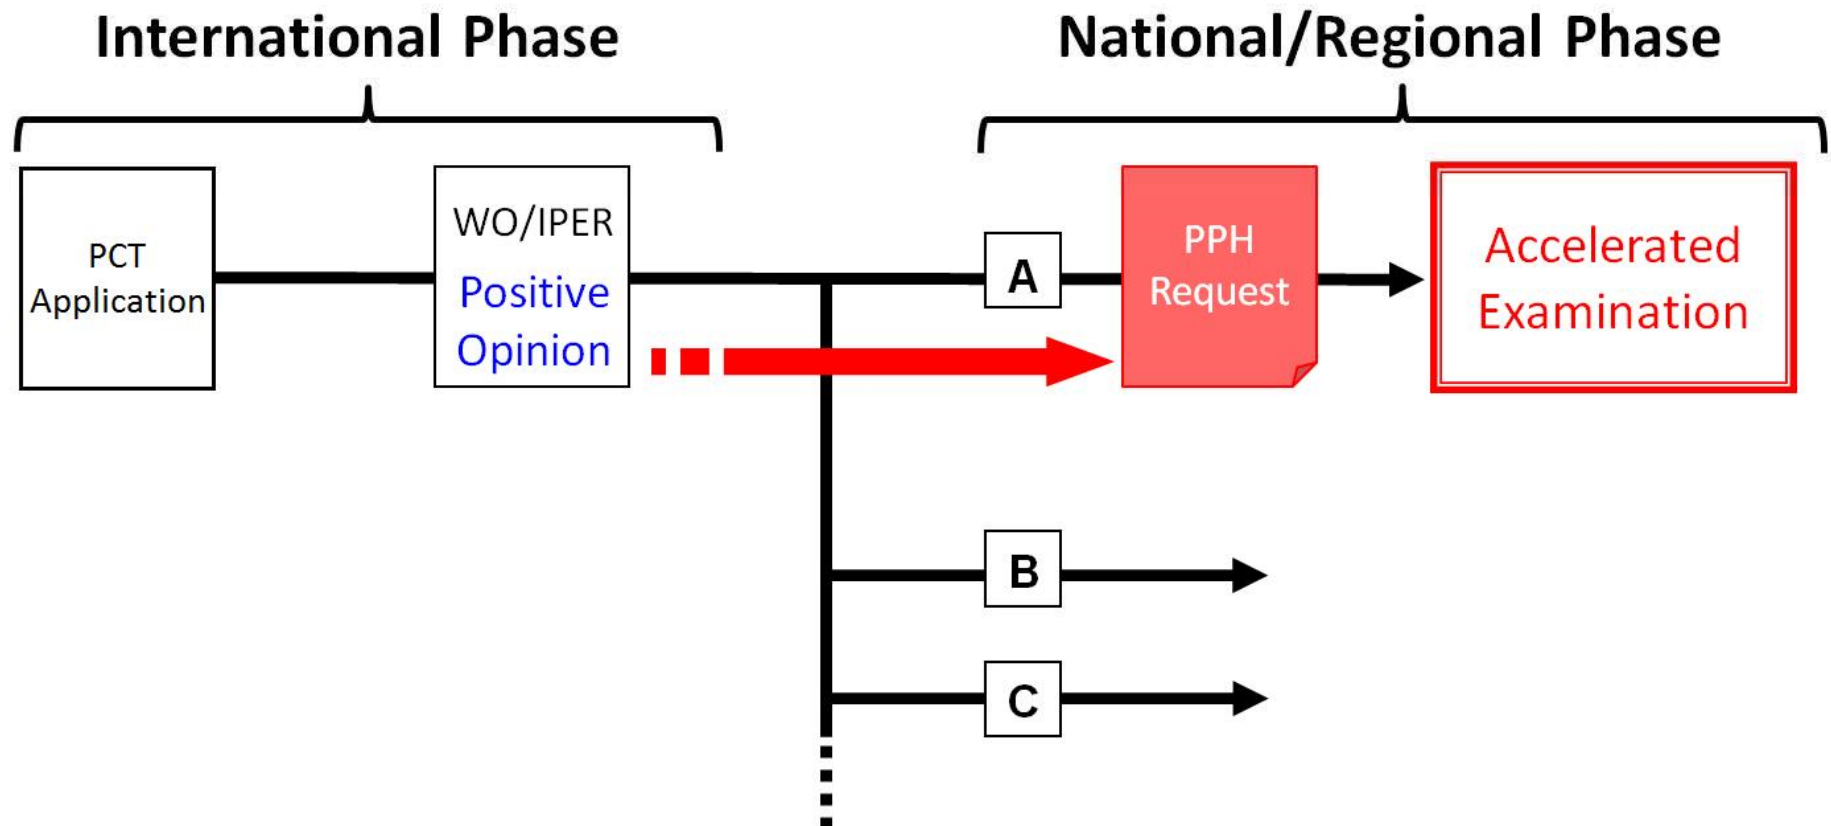 International Phase
National/Regional Phase
PCT
Application
WO/IPER
Positive
Opinion
A
PPH
Request
Accelerated
Examination
B
C